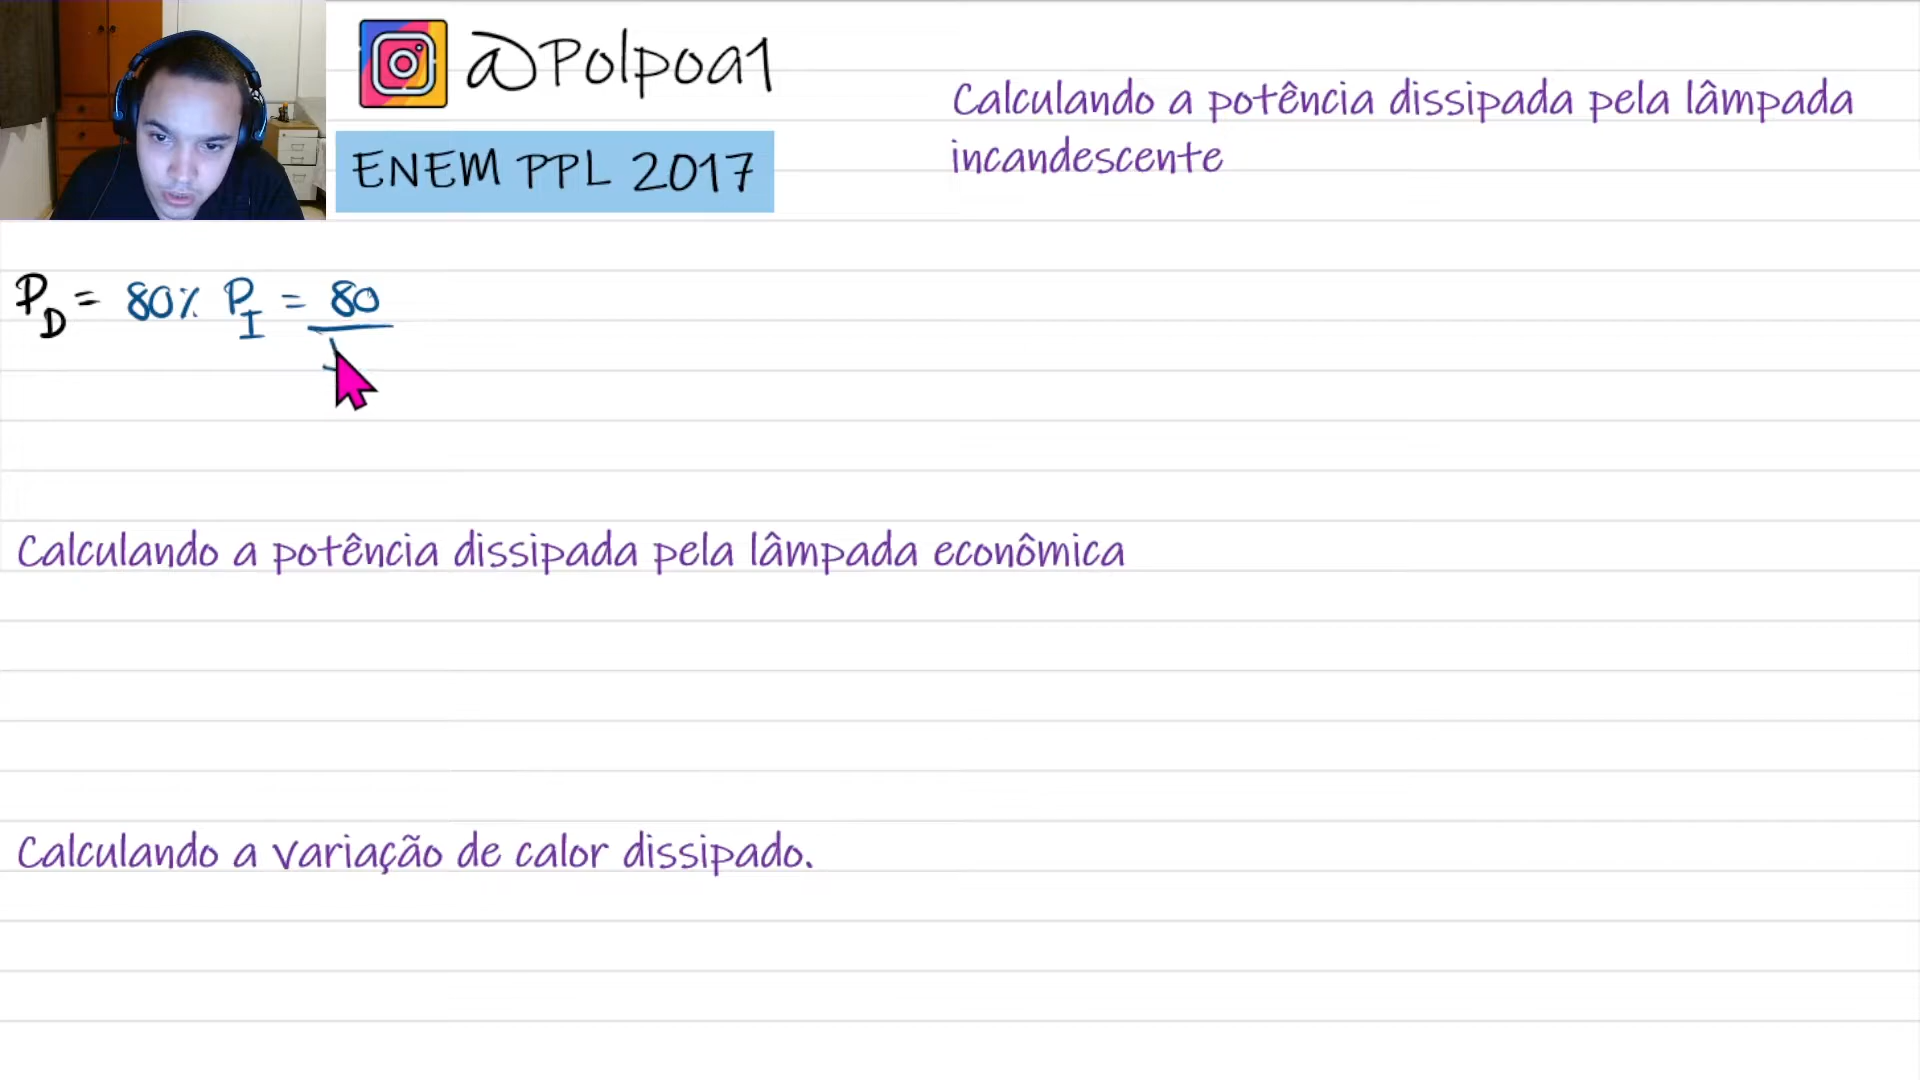 @Polpoa1
ENEM PPL 2017
Calculando a potência dissipada pela lâmpada
incandescente
P_D = 80% P_I = 80
Calculando a potência dissipada pela lâmpada econômica
Calculando a variação de calor dissipado.